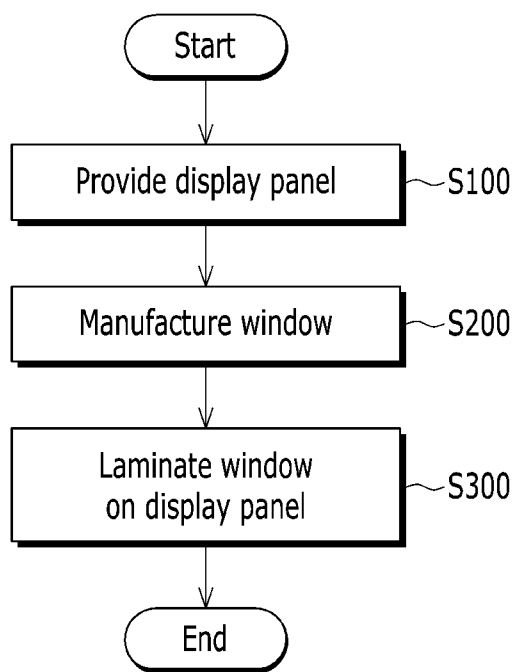 Start
Provide display panel
S100
Manufacture window
S200
Laminate window
on display panel
S300
End